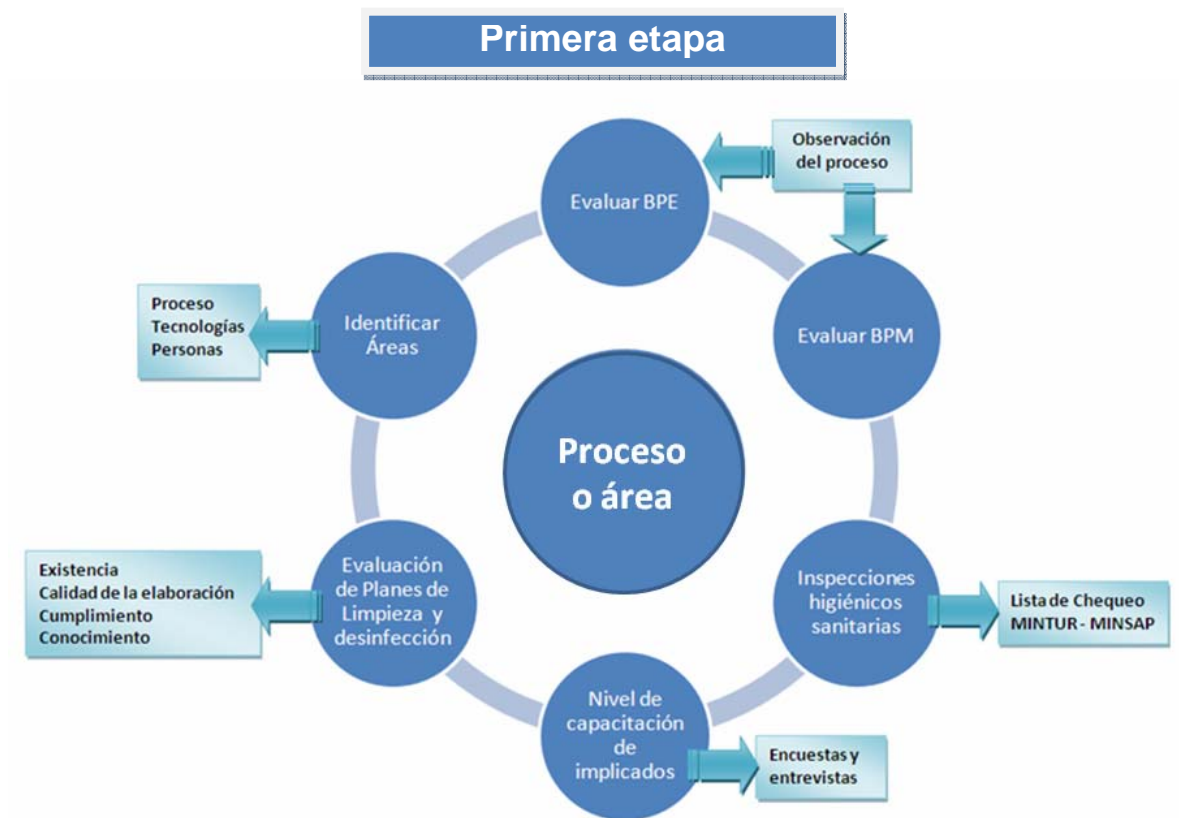 Primera etapa
Evaluar BPE
Observación
del proceso
Evaluar BPM
Inspecciones
higiénicos
sanitarias
Lista de Chequeo
MINTUR - MINSAP
Nivel de
capacitación
de
implicados
Encuestas y
entrevistas
Evaluación
de Planes de
Limpieza y
desinfección
Existencia
Calidad de la elaboración
Cumplimiento
Conocimiento
Identificar
Áreas
Proceso
Tecnologías
Personas
Proceso
o área